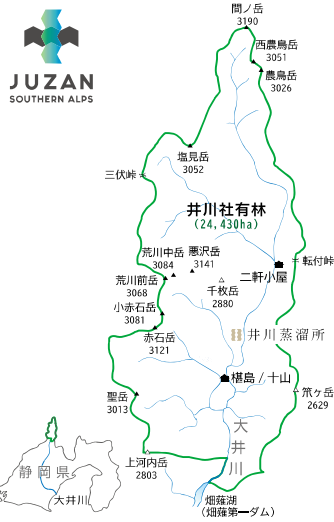 間ノ岳
3190
西農鳥岳
3051
農鳥岳
3026
JUZAN
SOUTHERN ALPS
塩見岳
3052
三伏峠
井川社有林
(24,430ha)
荒川中岳
3084
悪沢岳
3141
転付峠
二軒小屋
荒川前岳
3068
千枚岳
2880
小赤石岳
3081
赤石岳
3121
井川蒸溜所
椹島 / 十山
聖岳
3013
笊ヶ岳
2629
大井川
上河内岳
2803
静岡県
大井川
畑薙湖
(畑薙第一ダム)